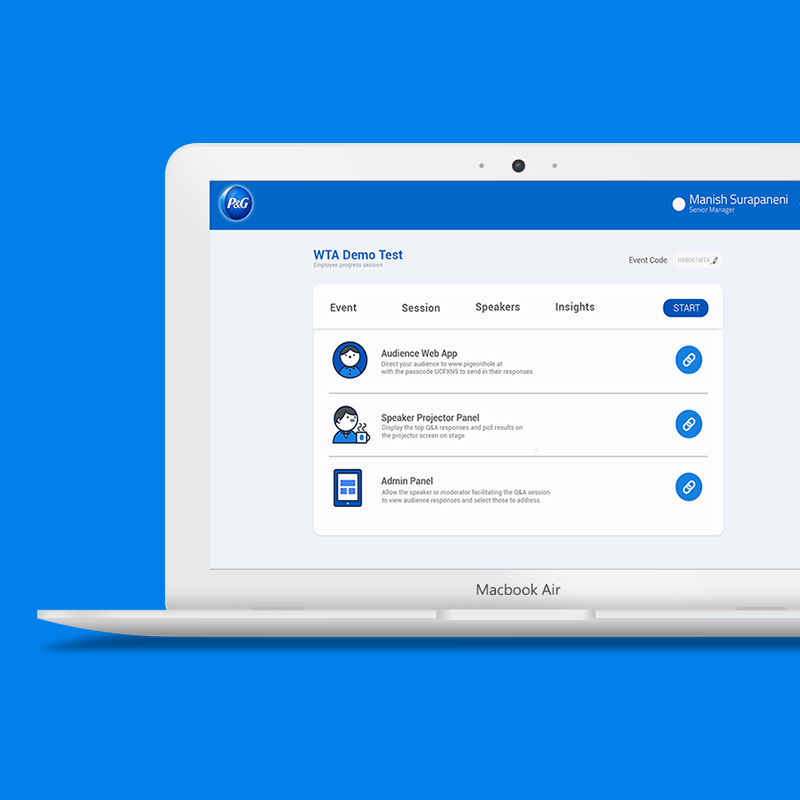 P&G
Manish Surapaneni
Senior Manager
WTA Demo Test
Employee progress session
Event Code
UXB001WTA
Event
Session
Speakers
Insights
START
Audience Web App
Direct your audience to www.pigeonhole.at
with the passcode UCFXN9 to send in their responses.
Speaker Projector Panel
Display the top Q&A responses and poll results on
the projector screen on stage.
Admin Panel
Allow the speaker or moderator facilitating the Q&A session
to view audience responses and select those to address.
Macbook Air